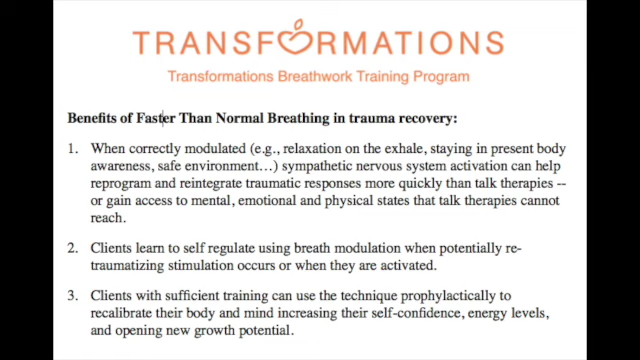 TRANSFORMATIONS
Transformations Breathwork Training Program
Benefits of Faster Than Normal Breathing in trauma recovery:
1. When correctly modulated (e.g., relaxation on the exhale, staying in present body
awareness, safe environment…) sympathetic nervous system activation can help
reprogram and reintegrate traumatic responses more quickly than talk therapies --
or gain access to mental, emotional and physical states that talk therapies cannot
reach.
2. Clients learn to self regulate using breath modulation when potentially re-
traumatizing stimulation occurs or when they are activated.
3. Clients with sufficient training can use the technique prophylactically to
recalibrate their body and mind increasing their self-confidence, energy levels,
and opening new growth potential.